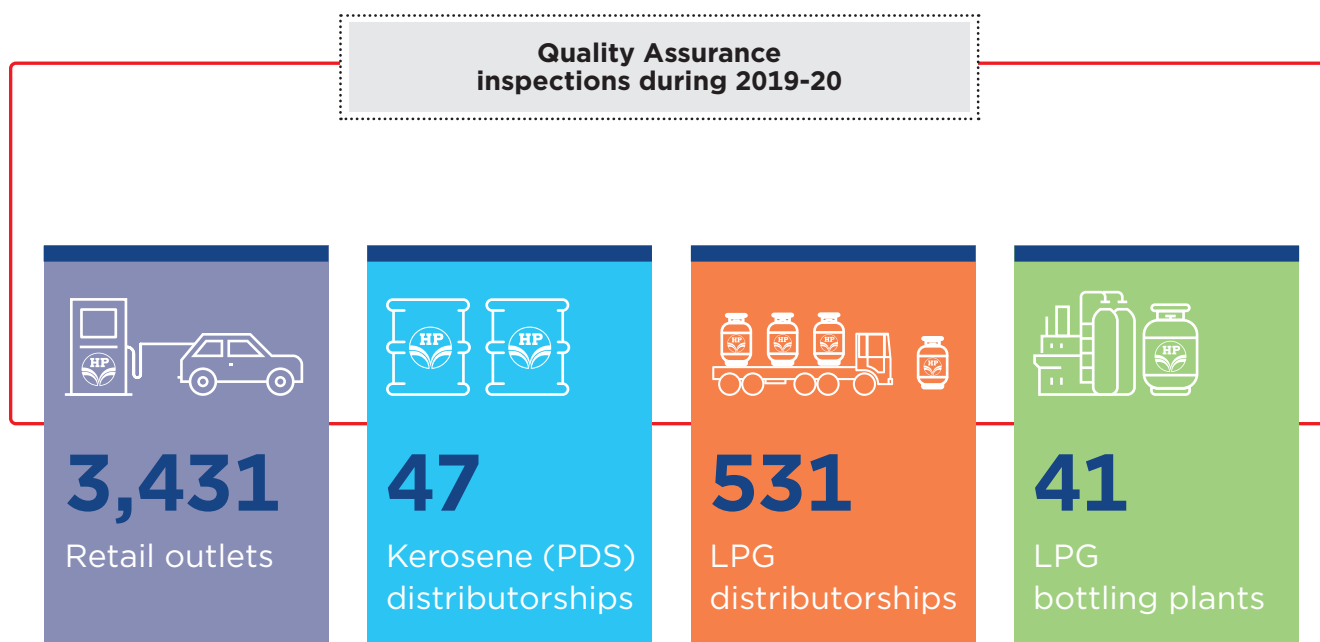 Quality Assurance
inspections during 2019-20
HP
HP
HP
HP
HP
HP
HP
HP
3,431
Retail outlets
47
Kerosene (PDS)
distributorships
531
LPG
distributorships
41
LPG
bottling plants